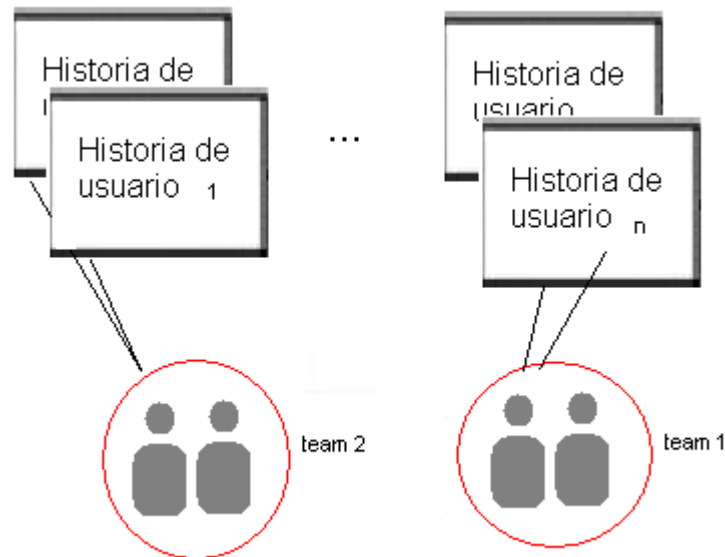 Historia de
Historia de
usuario 1
...
Historia de
usuario
Historia de
usuario n
team 2
team 1